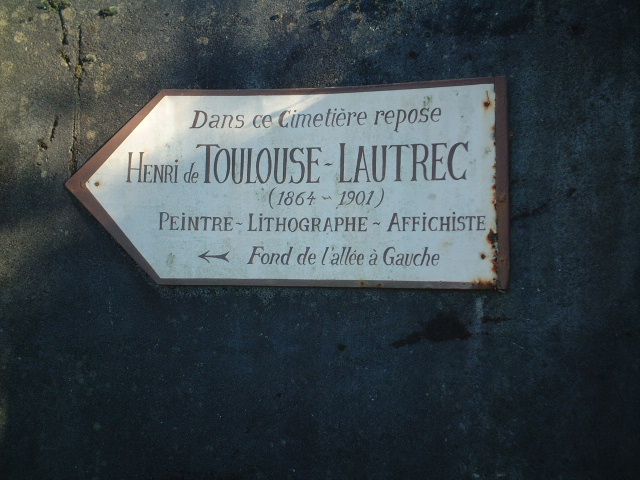 Dans ce Cimetière repose
HENRI de TOULOUSE-LAUTREC
(1864 ~ 1901)
PEINTRE ~ LITHOGRAPHE ~ AFFICHISTE
← Fond de l'allée à Gauche